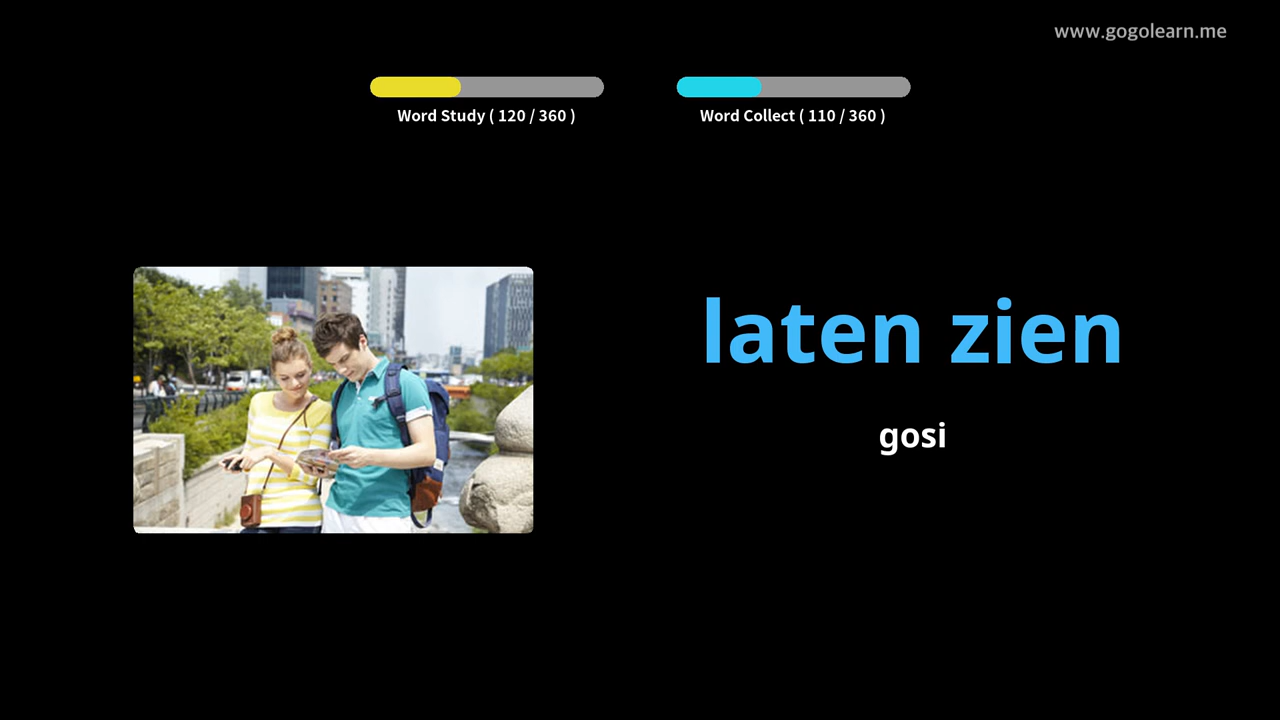 www.gogolearn.me
Word Study ( 120 / 360 )
Word Collect ( 110 / 360 )
laten zien
gosi